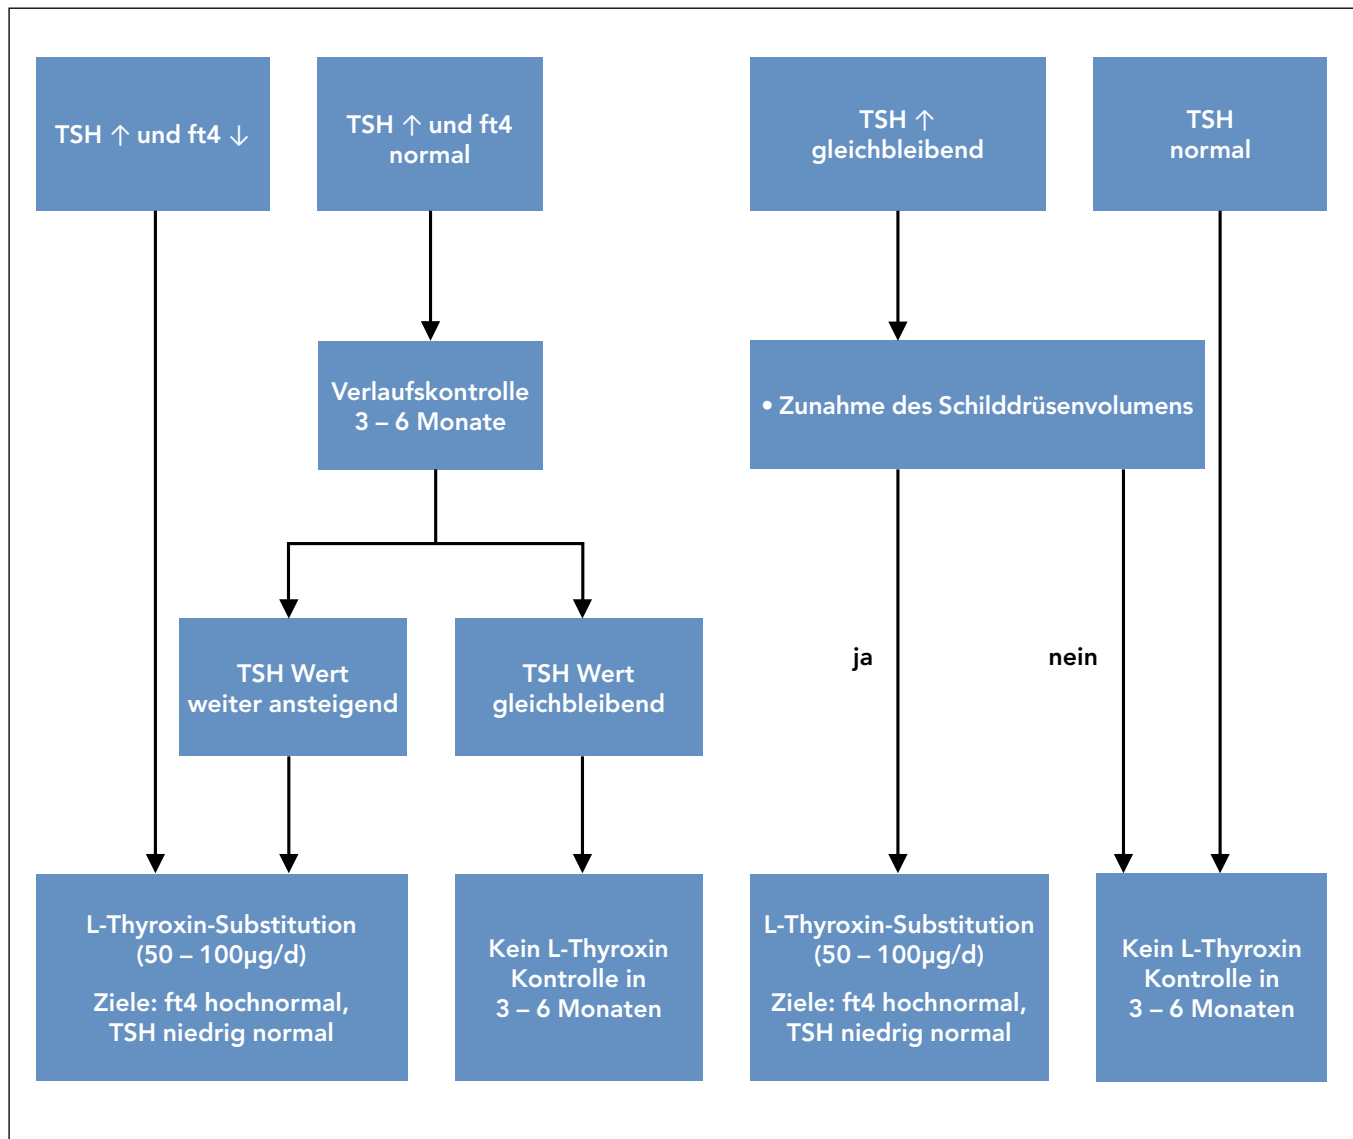 TSH ↑ und ft4 ↓
TSH ↑ und ft4
normal
TSH ↑
gleichbleibend
TSH
normal
Verlaufskontrolle
3 – 6 Monate
• Zunahme des Schilddrüsenvolumens
TSH Wert
weiter ansteigend
TSH Wert
gleichbleibend
ja
nein
L-Thyroxin-Substitution
(50 – 100µg/d)
Ziele: ft4 hochnormal,
TSH niedrig normal
Kein L-Thyroxin
Kontrolle in
3 – 6 Monaten
L-Thyroxin-Substitution
(50 – 100µg/d)
Ziele: ft4 hochnormal,
TSH niedrig normal
Kein L-Thyroxin
Kontrolle in
3 – 6 Monaten